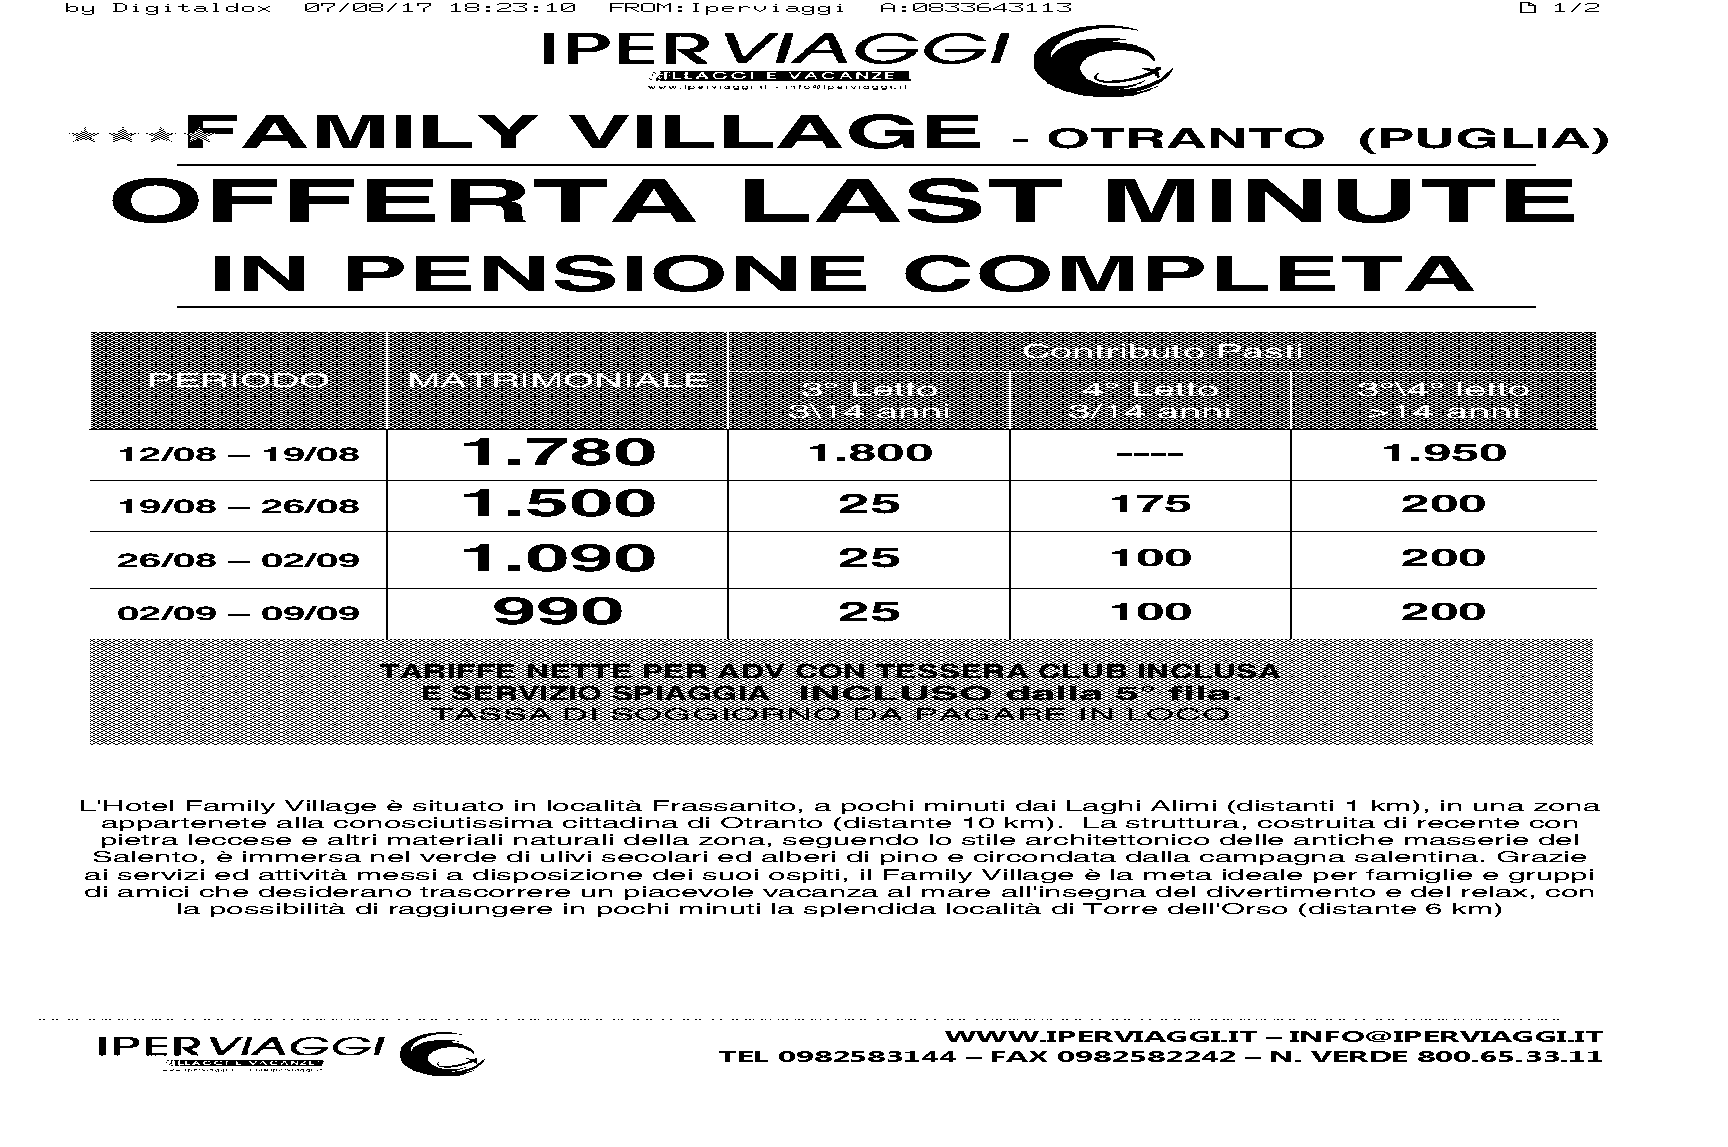 by Digitaldox 07/08/17 18:23:10 FROM:Iperviaggi A:0833643113 1/2
IPERVIAGGI
VILLAGGI E VACANZE
www.iperviaggi.it - info@iperviaggi.it
FAMILY VILLAGE - OTRANTO (PUGLIA)
OFFERTA LAST MINUTE
IN PENSIONE COMPLETA
Contributo Pasti
PERIODO MATRIMONIALE 3° Letto 4° Letto 3°\4° letto
3\14 anni 3/14 anni >14 anni
12/08 – 19/08 1.780 1.800 ---- 1.950
19/08 – 26/08 1.500 25 175 200
26/08 – 02/09 1.090 25 100 200
02/09 – 09/09 990 25 100 200
TARIFFE NETTE PER ADV CON TESSERA CLUB INCLUSA
E SERVIZIO SPIAGGIA INCLUSO dalla 5° fila.
TASSA DI SOGGIORNO DA PAGARE IN LOCO
L'Hotel Family Village è situato in località Frassanito, a pochi minuti dai Laghi Alimi (distanti 1 km), in una zona
appartenete alla conosciutissima cittadina di Otranto (distante 10 km). La struttura, costruita di recente con
pietra leccese e altri materiali naturali della zona, seguendo lo stile architettonico delle antiche masserie del
Salento, è immersa nel verde di ulivi secolari ed alberi di pino e circondata dalla campagna salentina. Grazie
ai servizi ed attività messi a disposizione dei suoi ospiti, il Family Village è la meta ideale per famiglie e gruppi
di amici che desiderano trascorrere un piacevole vacanza al mare all'insegna del divertimento e del relax, con
la possibilità di raggiungere in pochi minuti la splendida località di Torre dell'Orso (distante 6 km)
IPERVIAGGI
VILLAGGI E VACANZE
WWW.IPERVIAGGI.IT – INFO@IPERVIAGGI.IT
TEL 0982583144 – FAX 0982582242 – N. VERDE 800.65.33.11